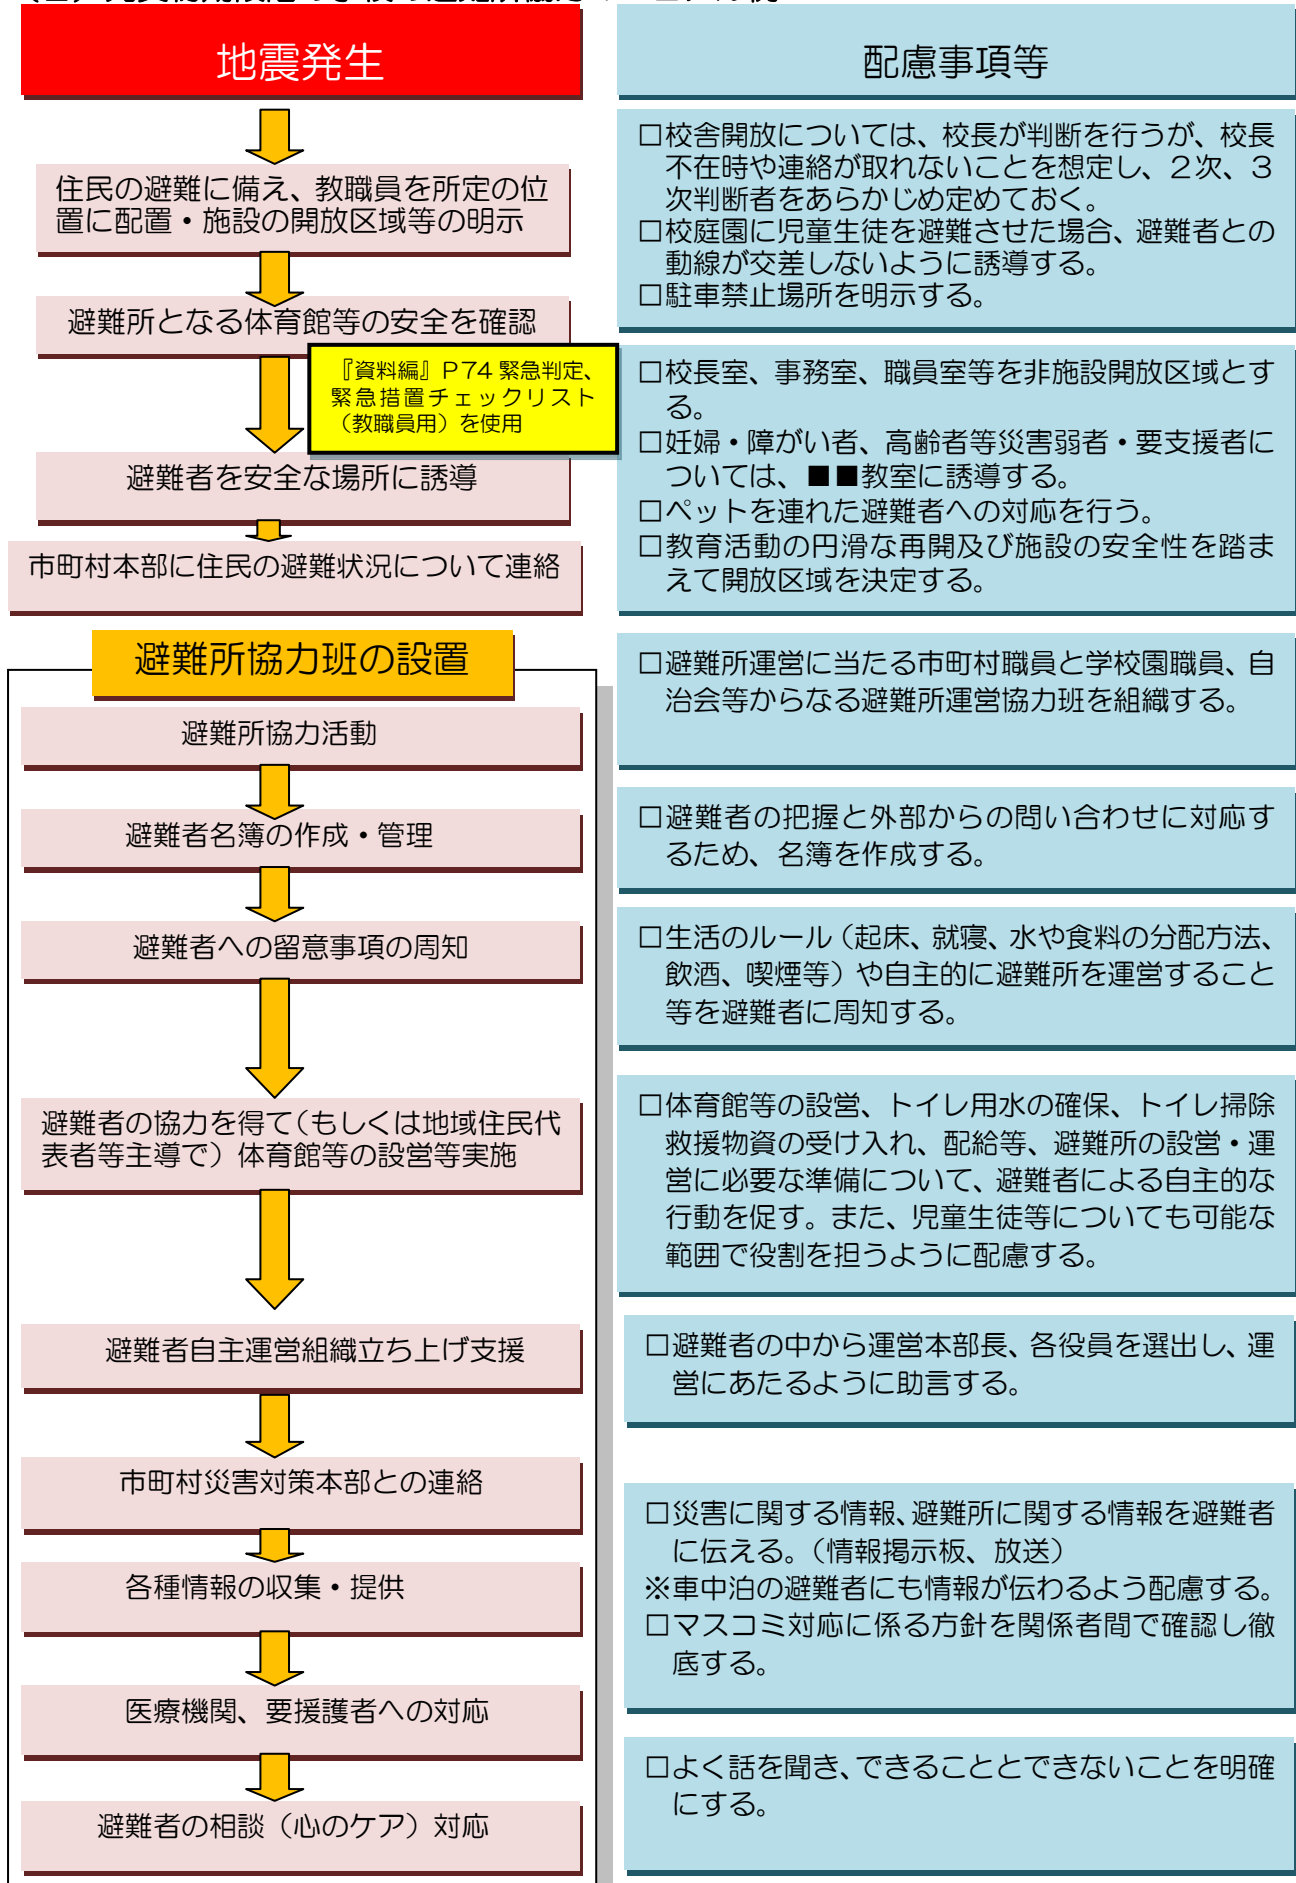 地震発生
住民の避難に備え、教職員を所定の位
置に配置・施設の開放区域等の明示
避難所となる体育館等の安全を確認
『資料編』P74 緊急判定、
緊急措置チェックリスト
（教職員用）を使用
避難者を安全な場所に誘導
市町村本部に住民の避難状況について連絡
避難所協力班の設置
避難所協力活動
避難者名簿の作成・管理
避難者への留意事項の周知
避難者の協力を得て（もしくは地域住民代
表者等主導で）体育館等の設営等実施
避難者自主運営組織立ち上げ支援
市町村災害対策本部との連絡
各種情報の収集・提供
医療機関、要援護者への対応
避難者の相談（心のケア）対応
配慮事項等
□校舎開放については、校長が判断を行うが、校長
不在時や連絡が取れないことを想定し、２次、３
次判断者をあらかじめ定めておく。
□校庭園に児童生徒を避難させた場合、避難者との
動線が交差しないように誘導する。
□駐車禁止場所を明示する。
□校長室、事務室、職員室等を非施設開放区域とす
る。
□妊婦・障がい者、高齢者等災害弱者・要支援者に
ついては、■■教室に誘導する。
□ペットを連れた避難者への対応を行う。
□教育活動の円滑な再開及び施設の安全性を踏ま
えて開放区域を決定する。
□避難所運営に当たる市町村職員と学校園職員、自
治会等からなる避難所運営協力班を組織する。
□避難者の把握と外部からの問い合わせに対応す
るため、名簿を作成する。
□生活のルール（起床、就寝、水や食料の分配方法、
飲酒、喫煙等）や自主的に避難所を運営すること
等を避難者に周知する。
□体育館等の設営、トイレ用水の確保、トイレ掃除
救援物資の受け入れ、配給等、避難所の設営・運
営に必要な準備について、避難者による自主的な
行動を促す。また、児童生徒等についても可能な
範囲で役割を担うように配慮する。
□避難者の中から運営本部長、各役員を選出し、運
営にあたるように助言する。
□災害に関する情報、避難所に関する情報を避難者
に伝える。（情報掲示板、放送）
※車中泊の避難者にも情報が伝わるよう配慮する。
□マスコミ対応に係る方針を関係者間で確認し徹
底する。
□よく話を聞き、できることとできないことを明確
にする。